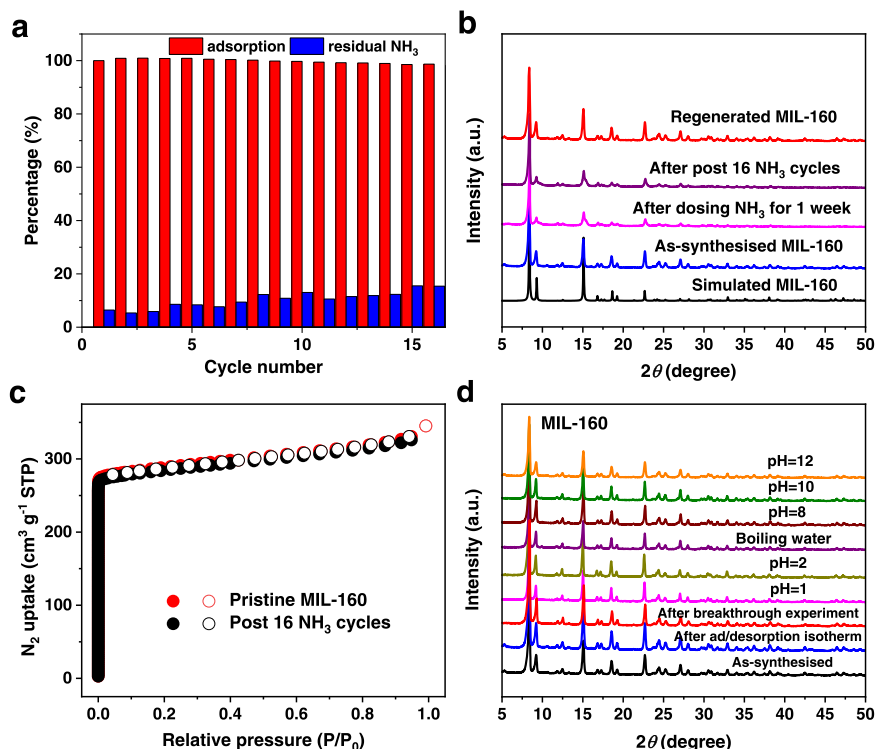 a
adsorption residual NH₃
100
80
60
40
20
0
Percentage (%)
0 5 10 15
Cycle number
b
Regenerated MIL-160
After post 16 NH₃ cycles
After dosing NH₃ for 1 week
As-synthesised MIL-160
Simulated MIL-160
Intensity (a.u.)
5 10 15 20 25 30 35 40 45 50
2θ (degree)
c
300
200
100
0
N₂ uptake (cm³ g⁻¹ STP)
Pristine MIL-160
Post 16 NH₃ cycles
0.0 0.2 0.4 0.6 0.8 1.0
Relative pressure (P/P₀)
d
MIL-160
pH=12
pH=10
pH=8
Boiling water
pH=2
pH=1
After breakthrough experiment
After ad/desorption isotherm
As-synthesised
Intensity (a.u.)
5 10 15 20 25 30 35 40 45 50
2θ (degree)